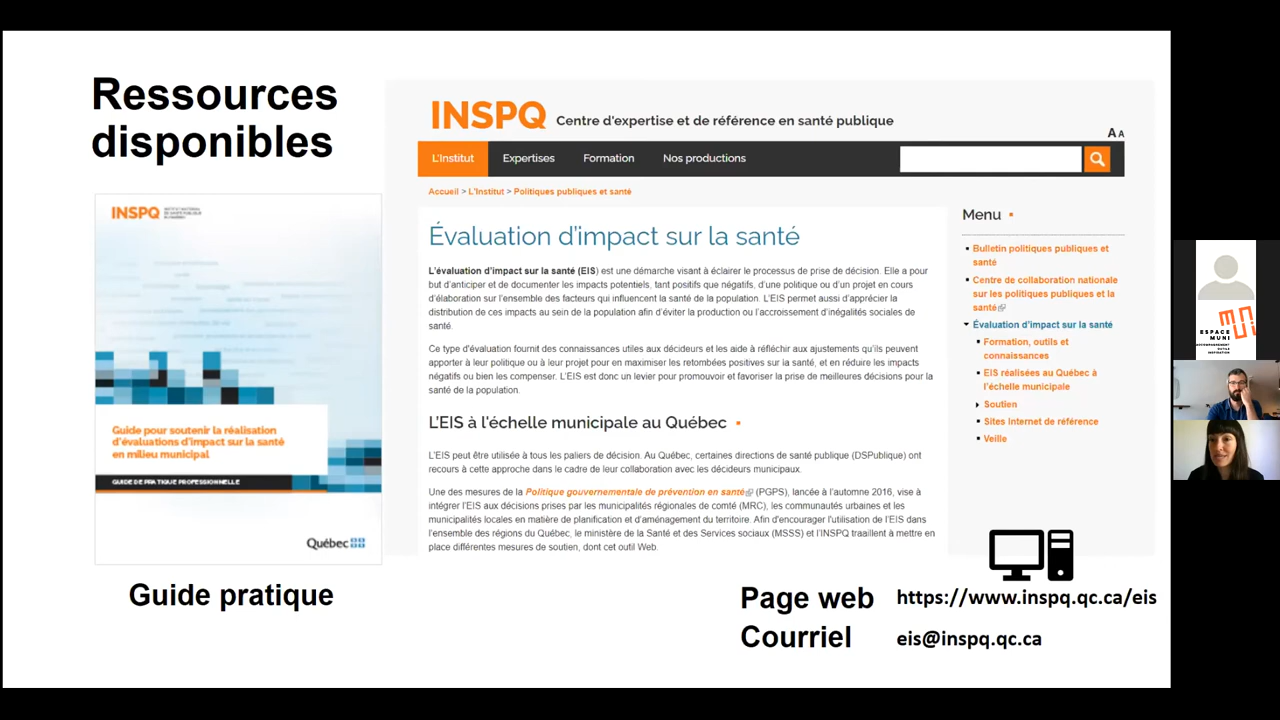 Ressources
disponibles
INSPQ
INSTITUT NATIONAL
DE SANTÉ PUBLIQUE
DU QUÉBEC
Guide pour soutenir la réalisation
d'évaluations d'impact sur la santé
en milieu municipal
GUIDE DE PRATIQUE PROFESSIONNELLE
Québec
Guide pratique
INSPQ Centre d'expertise et de référence en santé publique
A A
L'Institut Expertises Formation Nos productions
Accueil > L'Institut > Politiques publiques et santé
Évaluation d'impact sur la santé
L'évaluation d'impact sur la santé (EIS) est une démarche visant à éclairer le processus de prise de décision. Elle a pour
but d'anticiper et de documenter les impacts potentiels, tant positifs que négatifs, d'une politique ou d'un projet en cours
d'élaboration sur l'ensemble des facteurs qui influencent la santé de la population. L'EIS permet aussi d'apprécier la
distribution de ces impacts au sein de la population afin d'éviter la production ou l'accroissement d'inégalités sociales de
santé.
Ce type d'évaluation fournit des connaissances utiles aux décideurs et les aide à réfléchir aux ajustements qu'ils peuvent
apporter à leur politique ou à leur projet pour en maximiser les retombées positives sur la santé, et en réduire les impacts
négatifs ou bien les compenser. L'EIS est donc un levier pour promouvoir et favoriser la prise de meilleures décisions pour la
santé de la population.
L'EIS à l'échelle municipale au Québec
L'EIS peut être utilisée à tous les paliers de décision. Au Québec, certaines directions de santé publique (DSPublique) ont
recours à cette approche dans le cadre de leur collaboration avec les décideurs municipaux.
Une des mesures de la Politique gouvernementale de prévention en santé (PGPS), lancée à l'automne 2016, vise à
intégrer l'EIS aux décisions prises par les municipalités régionales de comté (MRC), les communautés urbaines et les
municipalités locales en matière de planification et d'aménagement du territoire. Afin d'encourager l'utilisation de l'EIS dans
l'ensemble des régions du Québec, le ministère de la Santé et des Services sociaux (MSSS) et l'INSPQ traaillent à mettre en
place différentes mesures de soutien, dont cet outil Web.
Menu
Bulletin politiques publiques et
santé
Centre de collaboration nationale
sur les politiques publiques et la
santé
Évaluation d'impact sur la santé
Formation, outils et
connaissances
EIS réalisées au Québec à
l'échelle municipale
Soutien
Sites Internet de référence
Veille
Page web https://www.inspq.qc.ca/eis
Courriel eis@inspq.qc.ca
ESPACE
MUNI